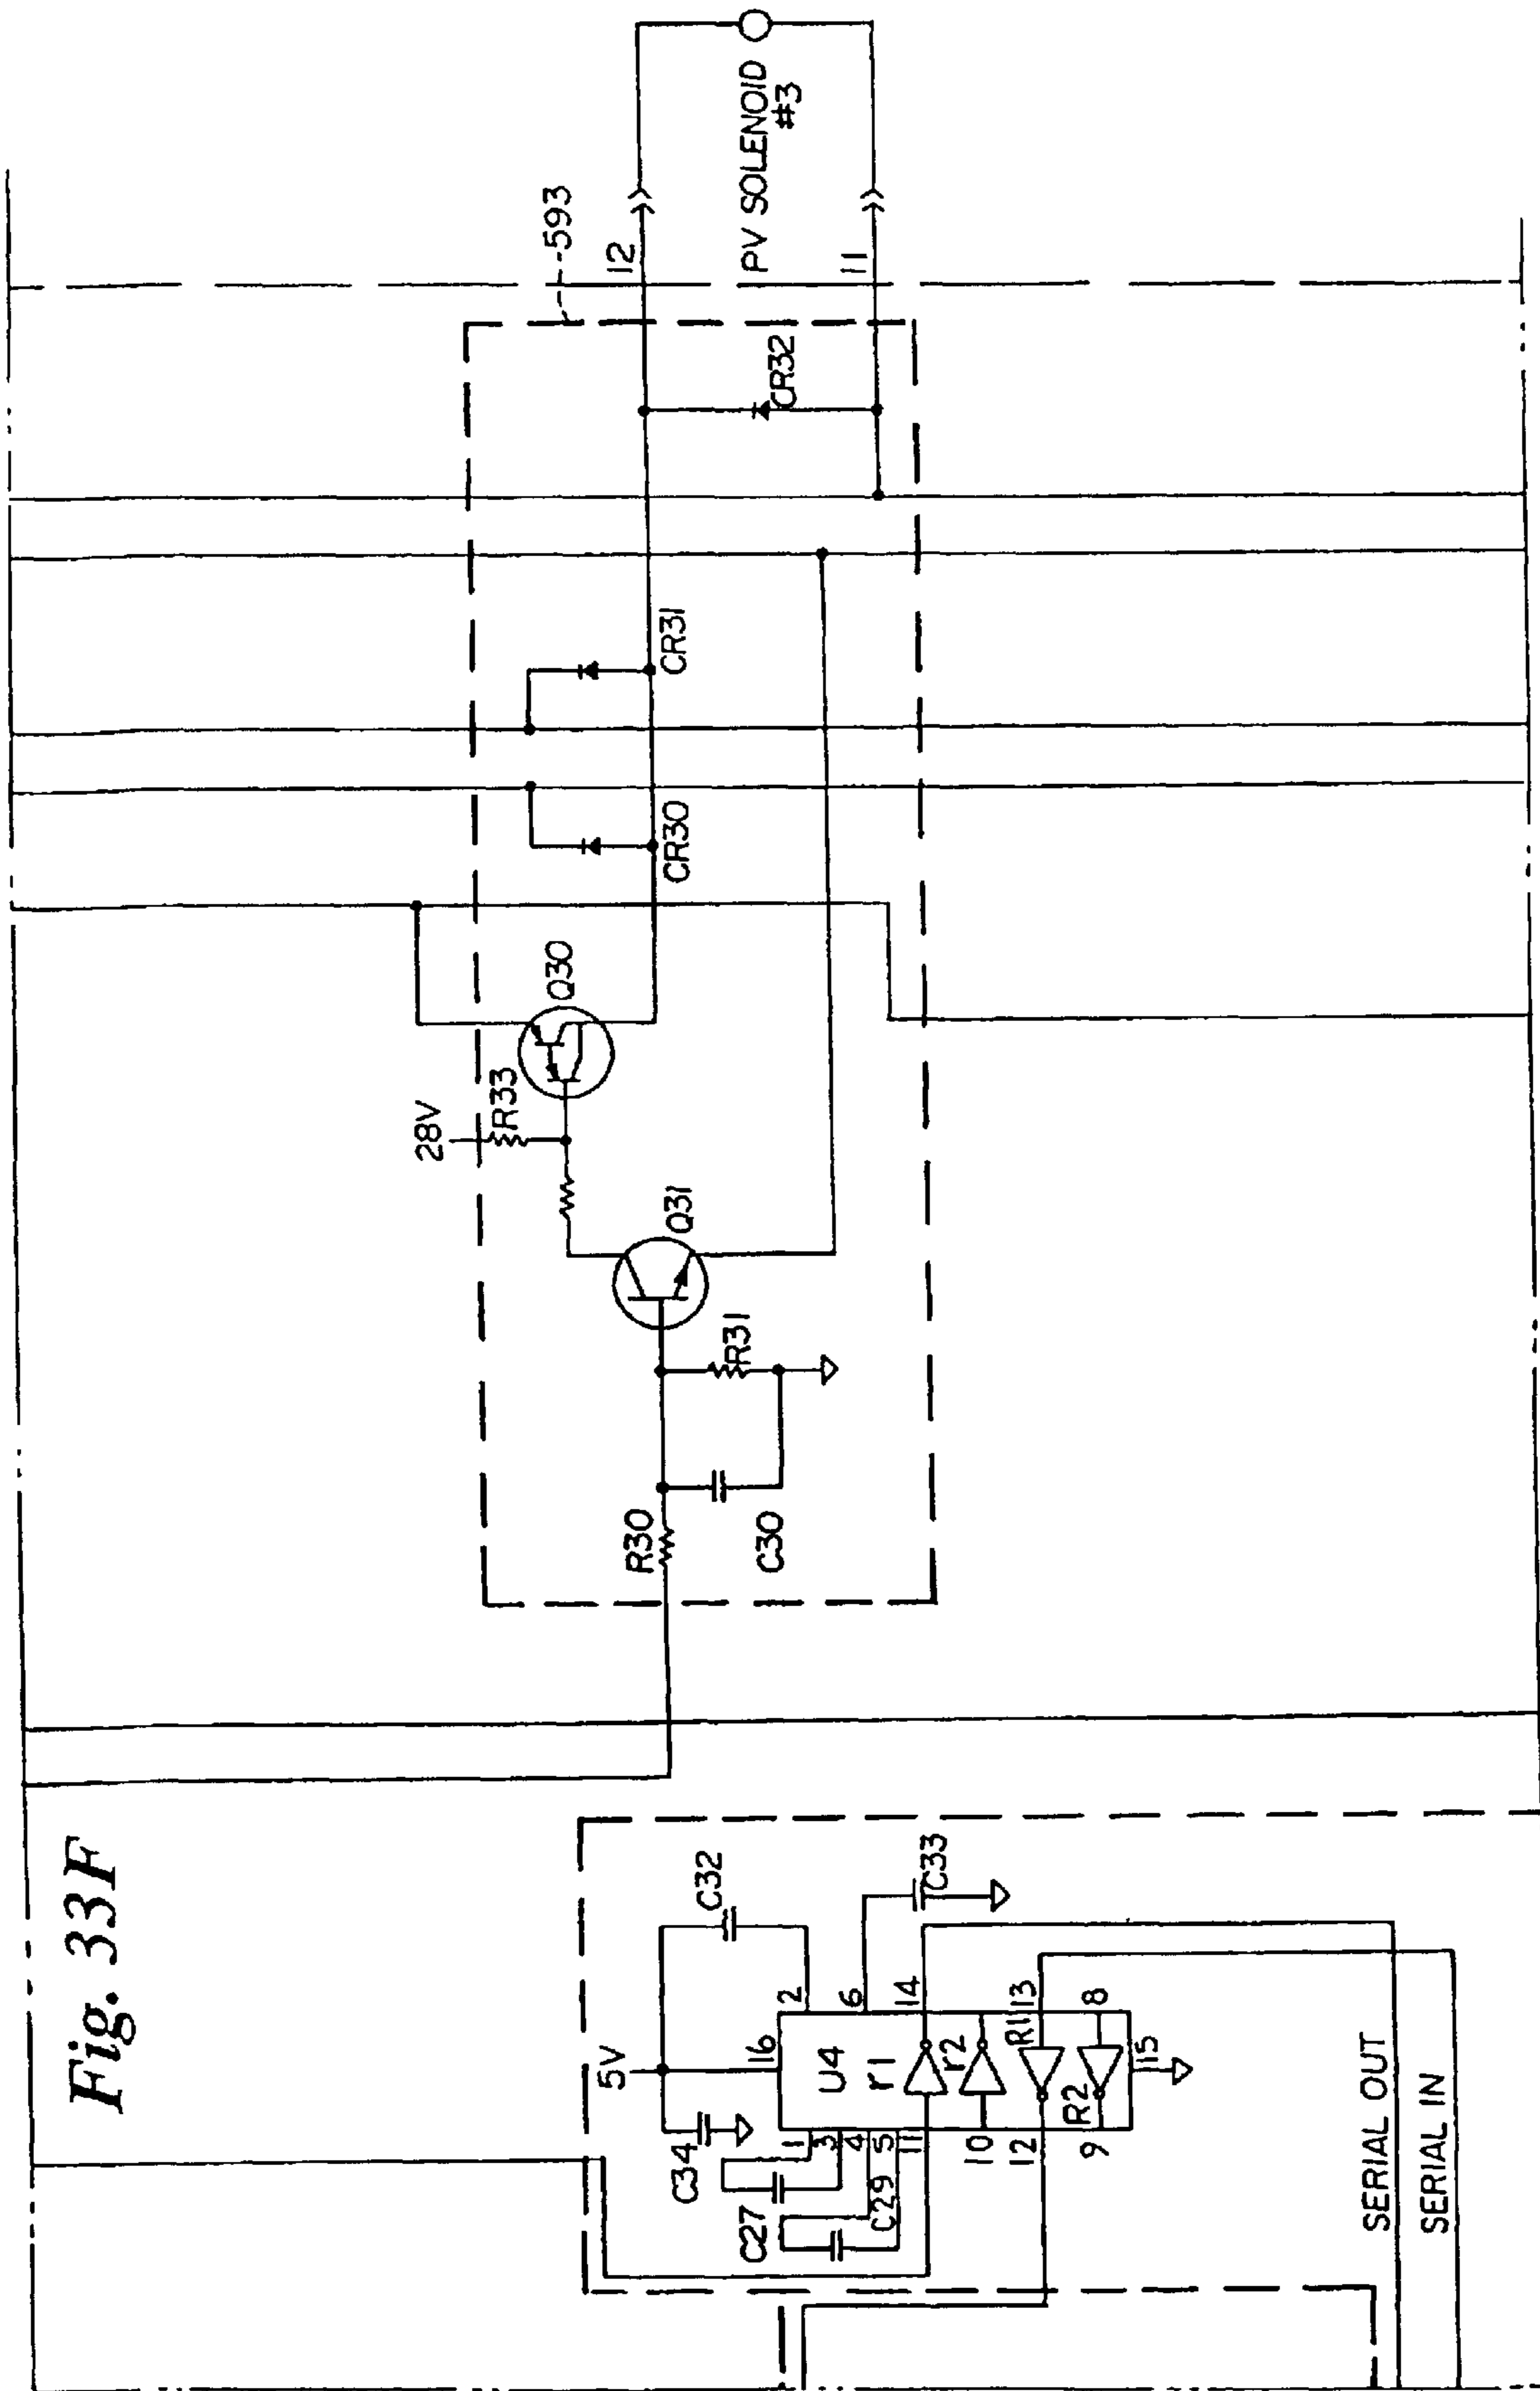 Fig. 33F
593
12
PV SOLENOID
#3
11
CR32
CR31
CR30
Q30
28V
R33
Q31
R31
R30
C30
5V
C32
C33
C34
C27
C29
16
U4
r1
r2
R1
R2
1
3
4
5
11
10
12
9
2
6
14
13
8
15
SERIAL OUT
SERIAL IN